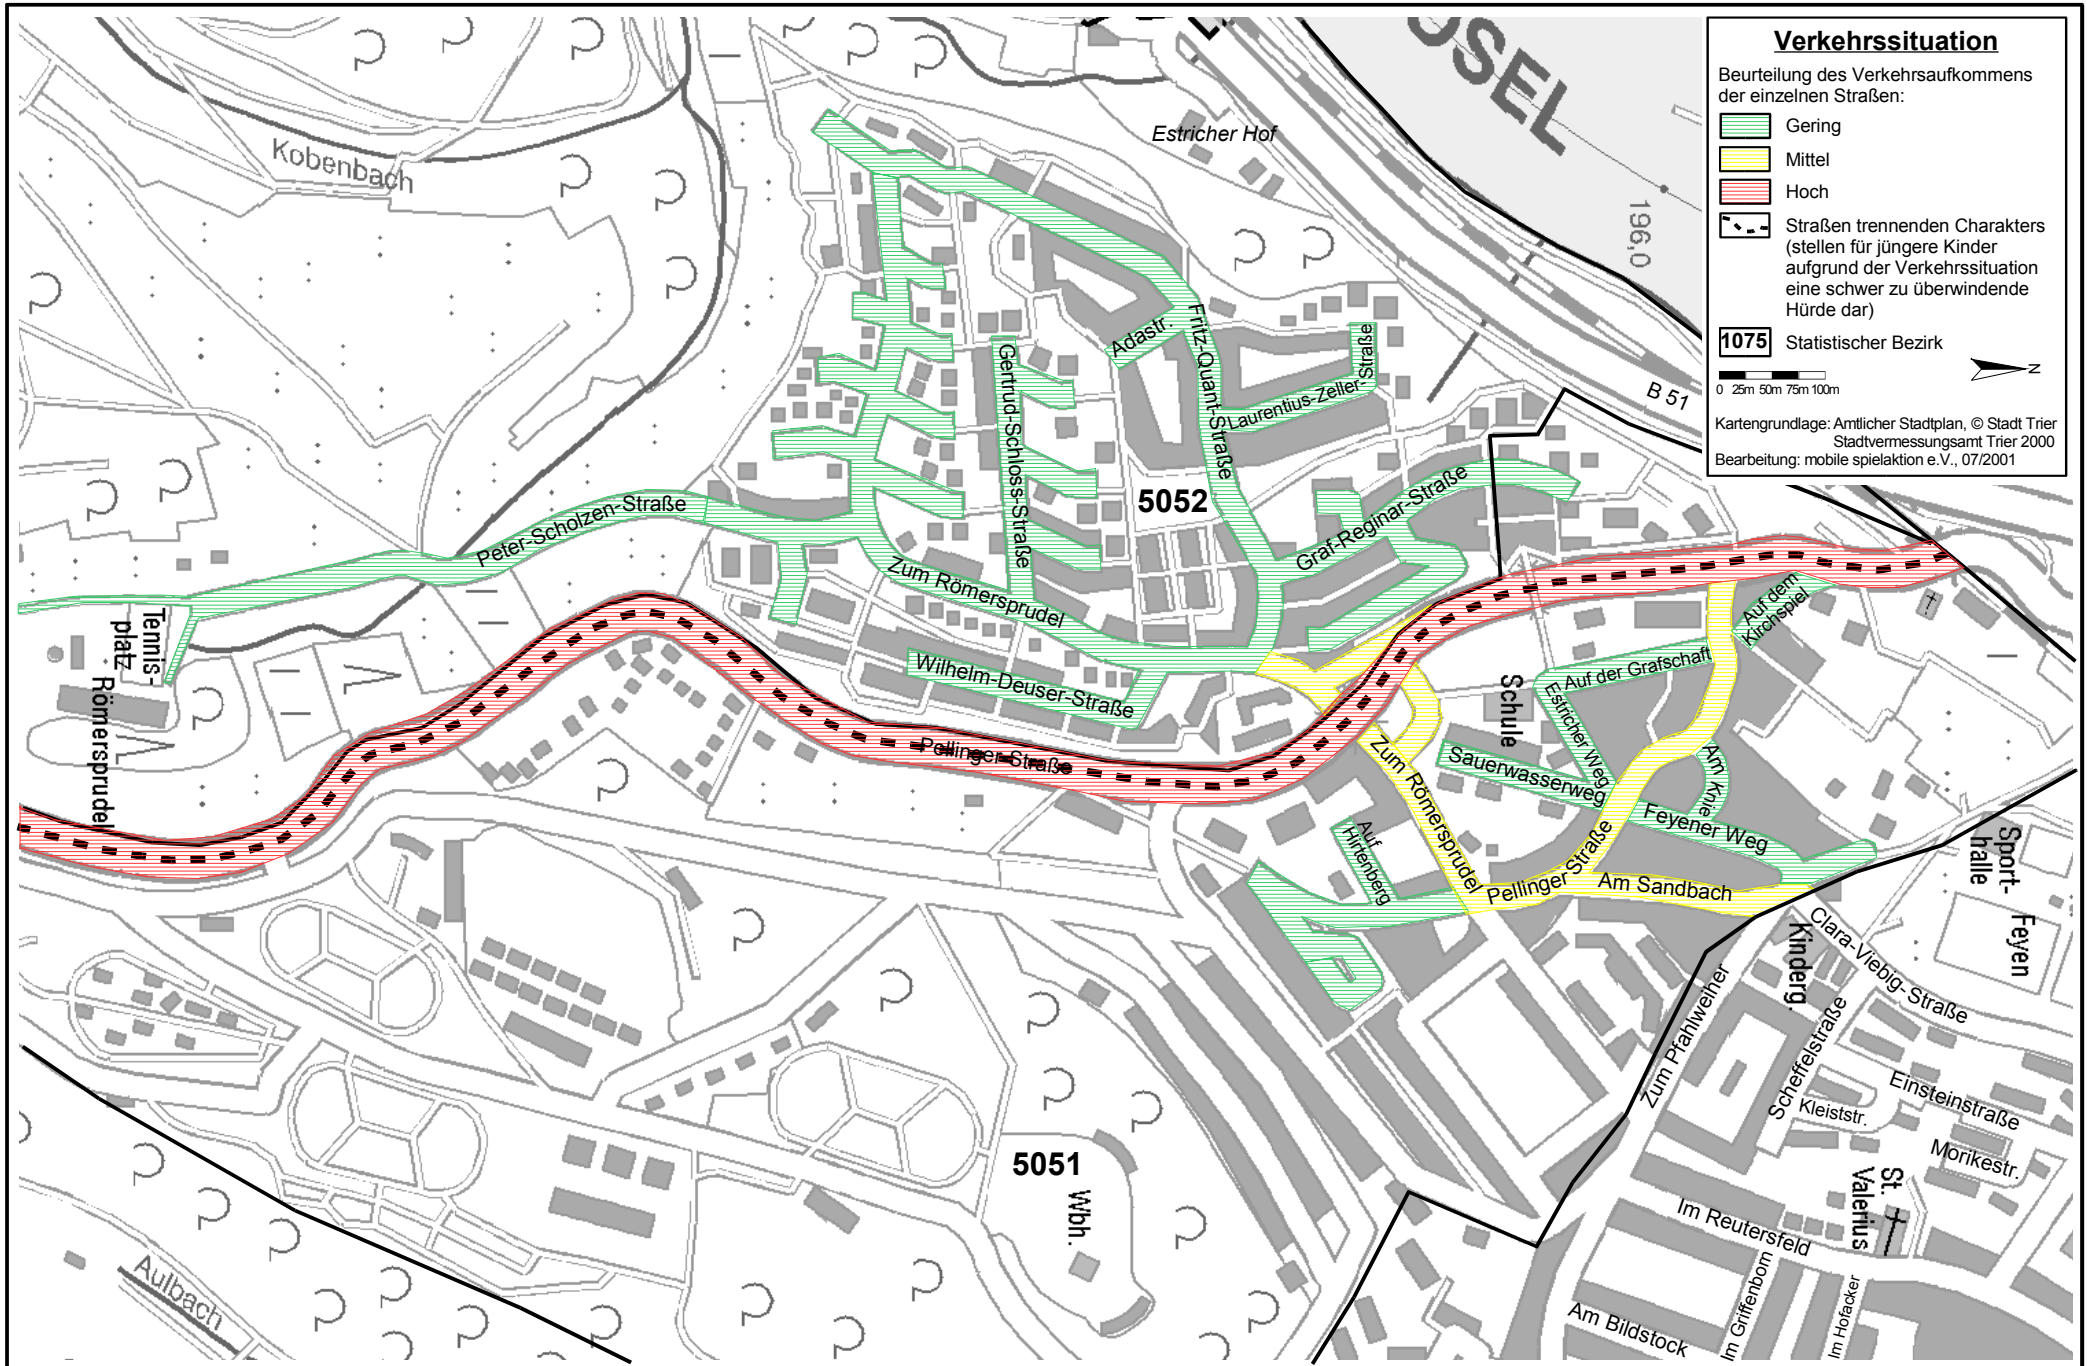 Verkehrssituation
Beurteilung des Verkehrsaufkommens
der einzelnen Straßen:
Gering
Mittel
Hoch
Straßen trennenden Charakters
(stellen für jüngere Kinder
aufgrund der Verkehrssituation
eine schwer zu überwindende
Hürde dar)
1075 Statistischer Bezirk
N
0 25m 50m 75m 100m
Kartengrundlage: Amtlicher Stadtplan, © Stadt Trier
Stadtvermessungsamt Trier 2000
Bearbeitung: mobile spielaktion e.V., 07/2001
OSEL
196,0
B 51
Estricher Hof
Kobenbach
Adastr.
Fritz-Quant-Straße
Laurentius-Zeller-Straße
Gertrud-Schloss-Straße
5052
Graf-Reginar-Straße
Peter-Scholzen-Straße
Zum Römersprudel
Wilhelm-Deuser-Straße
Tennis-
platz
Römersprudel
Pellinger Straße
Auf dem
Kirchspiel
Auf der Grafschaft
Estricher Weg
Schule
Sauerwasserweg
Am Knie
Feyener Weg
Zum Römersprudel
Auf
Hirtenberg
Pellinger Straße
Am Sandbach
Sport-
halle
Feyen
Kinderg.
Clara-Viebig-Straße
Zum Pfahlweiher
Scheffelstraße
Einsteinstraße
Kleiststr.
Morikestr.
St.
Valerius
Im Reutersfeld
Im Griffenborn
Im Hofacker
Am Bildstock
5051
Wbh.
Aulbach